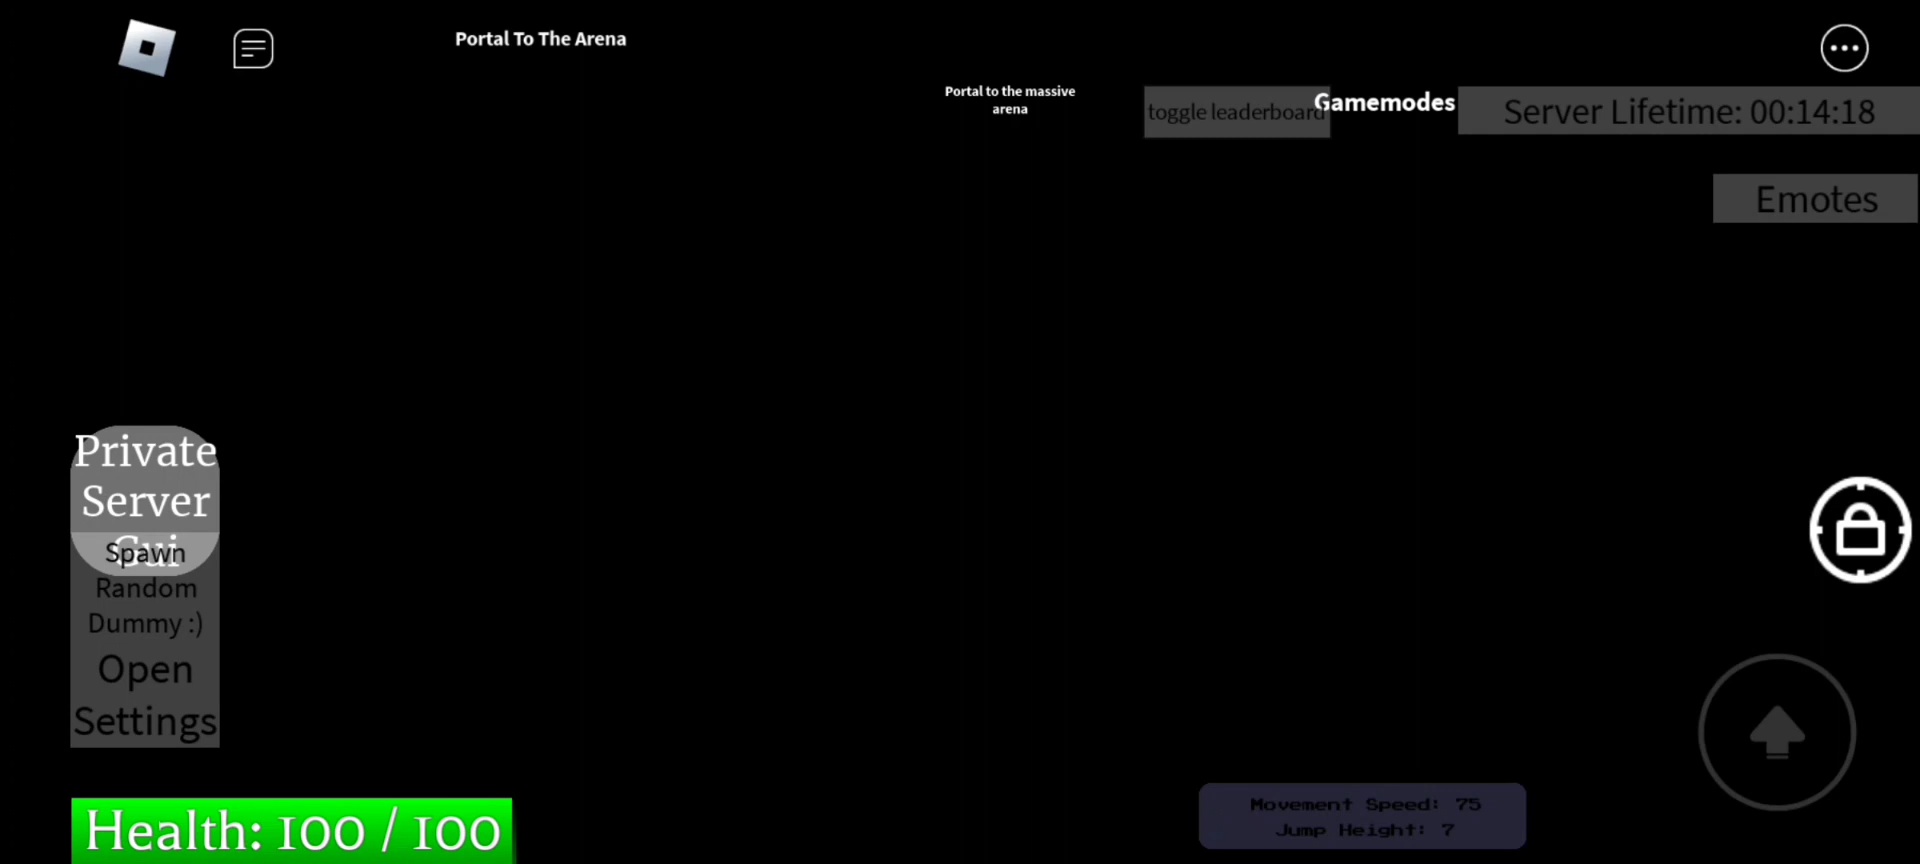 Portal To The Arena
Portal to the massive
arena
toggle leaderboard
Gamemodes
Server Lifetime: 00:14:18
Emotes
Private
Server
Gui
Spawn
Random
Dummy :)
Open
Settings
Health: 100 / 100
Movement Speed: 75
Jump Height: 7